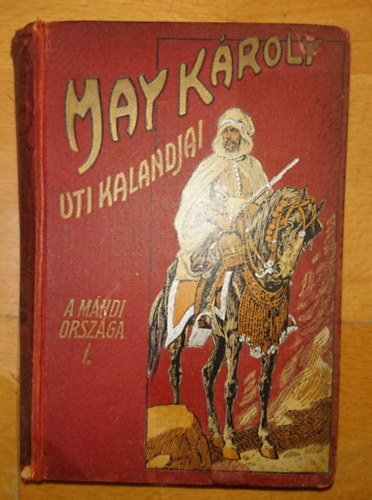 MAY KÁROLY
UTI KALANDJAI
A MÁHDI
ORSZÁGA
I.